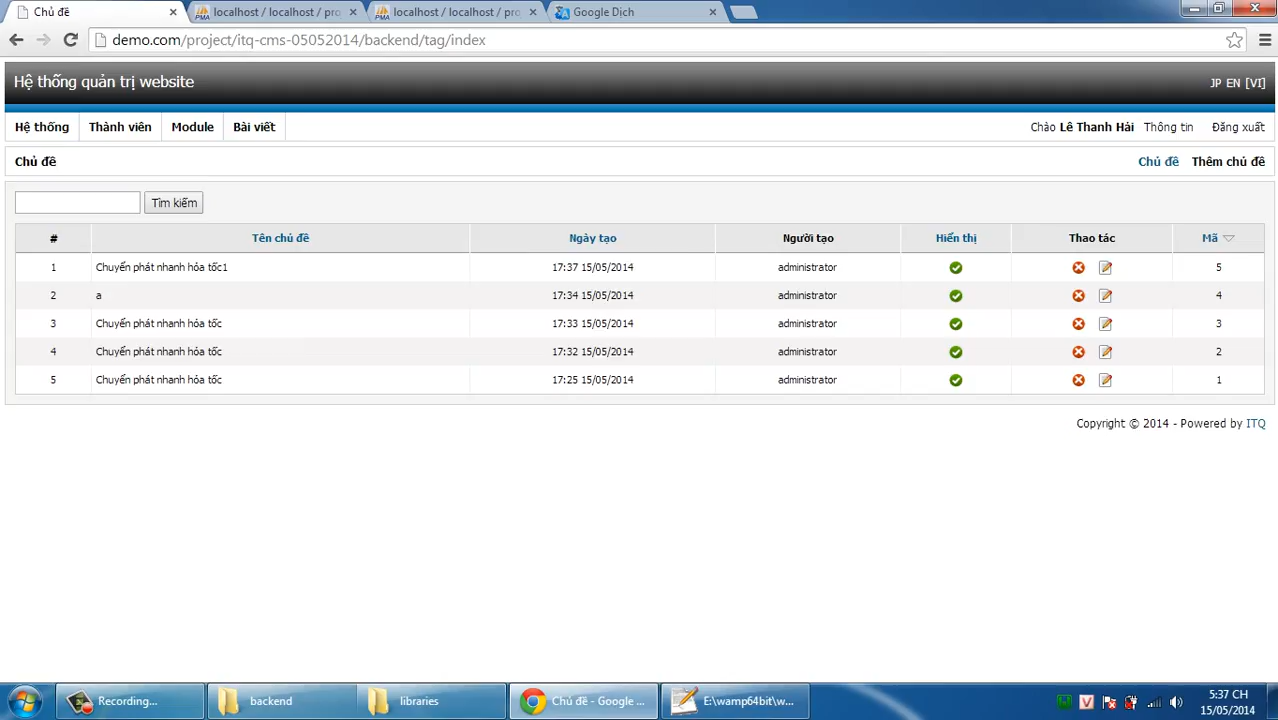 Chủ đề
localhost / localhost / pro
localhost / localhost / pro
Google Dịch
demo.com/project/itq-cms-05052014/backend/tag/index
Hệ thống quản trị website
JP EN [VI]
Hệ thống Thành viên Module Bài viết
Chào Lê Thanh Hải Thông tin Đăng xuất
Chủ đề
Chủ đề Thêm chủ đề
Tìm kiếm
# Tên chủ đề Ngày tạo Người tạo Hiển thị Thao tác Mã
1 Chuyển phát nhanh hỏa tốc1 17:37 15/05/2014 administrator 5
2 a 17:34 15/05/2014 administrator 4
3 Chuyển phát nhanh hỏa tốc 17:33 15/05/2014 administrator 3
4 Chuyển phát nhanh hỏa tốc 17:32 15/05/2014 administrator 2
5 Chuyển phát nhanh hỏa tốc 17:25 15/05/2014 administrator 1
Copyright © 2014 - Powered by ITQ
Recording...
backend
libraries
Chủ đề - Google ...
E:\wamp64bit\w...
5:37 CH
15/05/2014